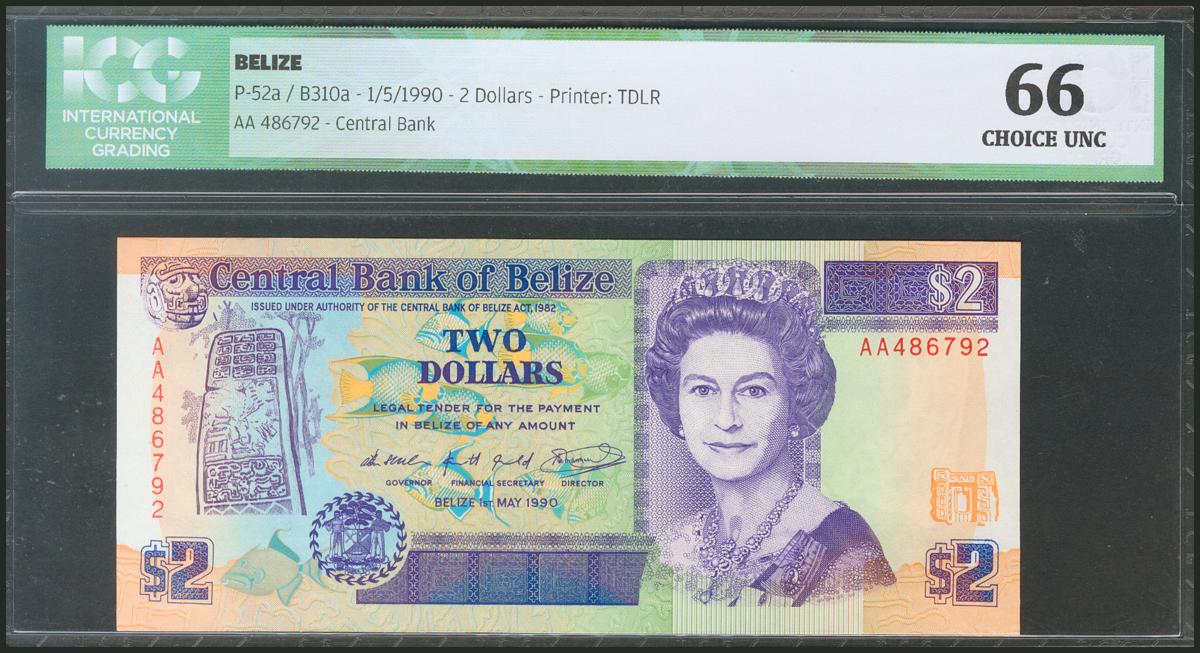 ICG
INTERNATIONAL
CURRENCY
GRADING
BELIZE
P-52a / B310a - 1/5/1990 - 2 Dollars - Printer: TDLR
AA 486792 - Central Bank
66
CHOICE UNC
Central Bank of Belize
ISSUED UNDER AUTHORITY OF THE CENTRAL BANK OF BELIZE ACT, 1982
$2
AA486792
AA486792
TWO
DOLLARS
LEGAL TENDER FOR THE PAYMENT
IN BELIZE OF ANY AMOUNT
GOVERNOR FINANCIAL SECRETARY DIRECTOR
BELIZE 1ST MAY 1990
$2
$2